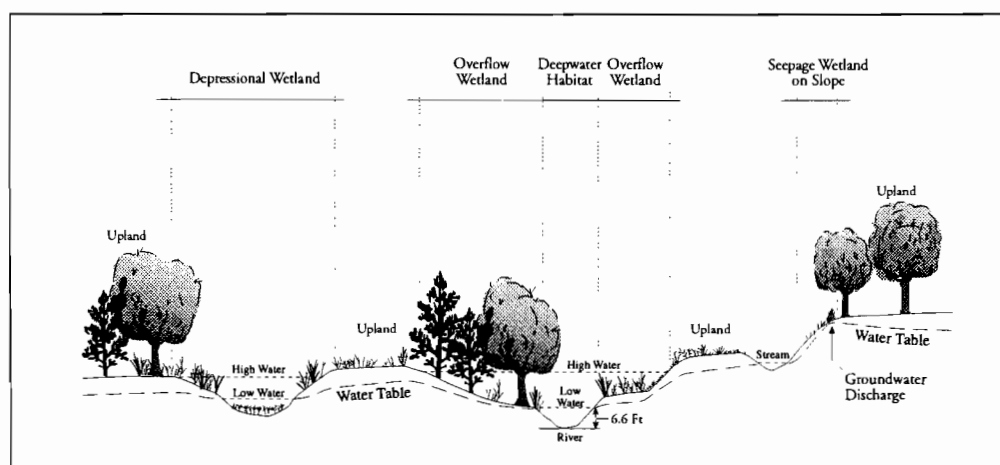 Depressional Wetland
Overflow
Wetland
Deepwater
Habitat
Overflow
Wetland
Seepage Wetland
on Slope
Upland
Upland
Upland
Upland
High Water
Low Water
Water Table
High Water
Low
Water
6.6 Ft
River
Stream
Water Table
Groundwater
Discharge